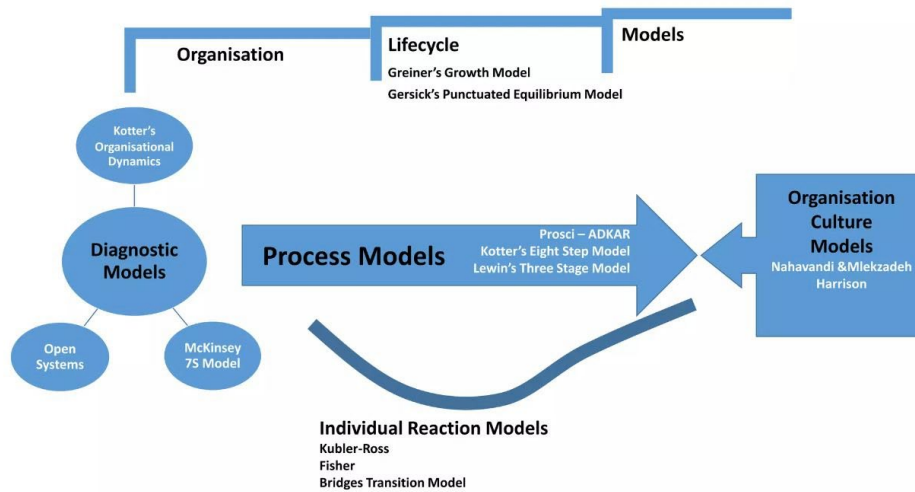 Organisation
Lifecycle
Models
Greiner's Growth Model
Gersick's Punctuated Equilibrium Model
Kotter's
Organisational
Dynamics
Diagnostic
Models
Open
Systems
McKinsey
7S Model
Process Models
Prosci – ADKAR
Kotter's Eight Step Model
Lewin's Three Stage Model
Organisation
Culture
Models
Nahavandi &Mlekzadeh
Harrison
Individual Reaction Models
Kubler-Ross
Fisher
Bridges Transition Model